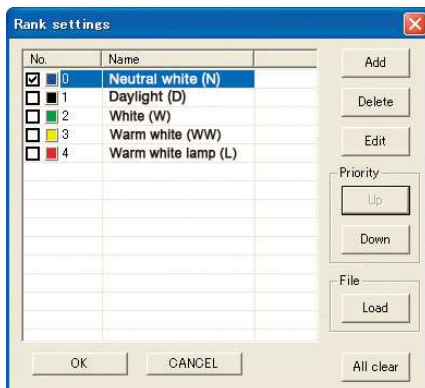 Rank settings
No. Name
0 Neutral white (N)
1 Daylight (D)
2 White (W)
3 Warm white (WW)
4 Warm white lamp (L)
Add
Delete
Edit
Priority
Up
Down
File
Load
OK CANCEL All clear